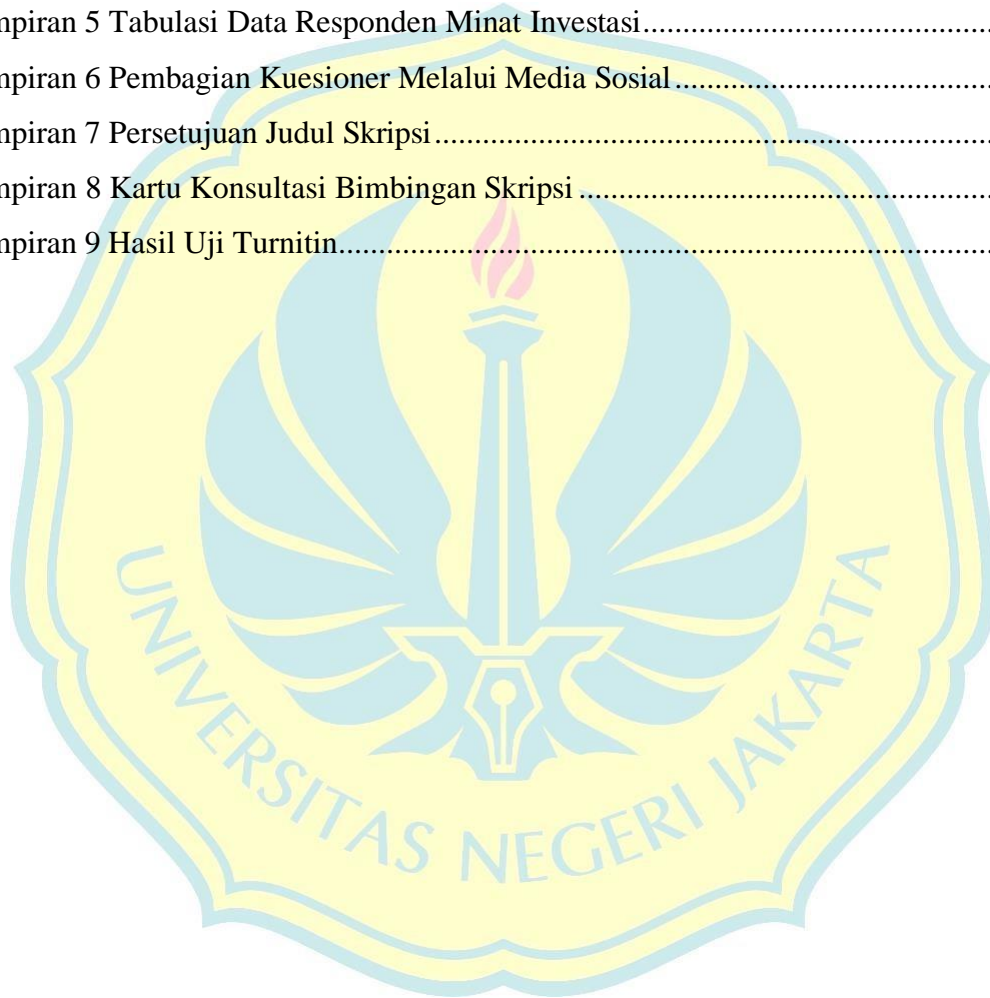 mpiran 5 Tabulasi Data Responden Minat Investasi..........................................
mpiran 6 Pembagian Kuesioner Melalui Media Sosial......................................
mpiran 7 Persetujuan Judul Skripsi....................................................................
mpiran 8 Kartu Konsultasi Bimbingan Skripsi ..................................................
mpiran 9 Hasil Uji Turnitin................................................................................
UNIVERSITAS NEGERI JAKARTA